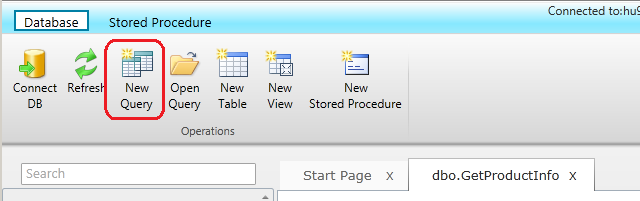 Connected to:hu9
Database Stored Procedure
Connect DB
Refresh
New Query
Open Query
New Table
New View
New Stored Procedure
Operations
Search
Start Page X
dbo.GetProductInfo X